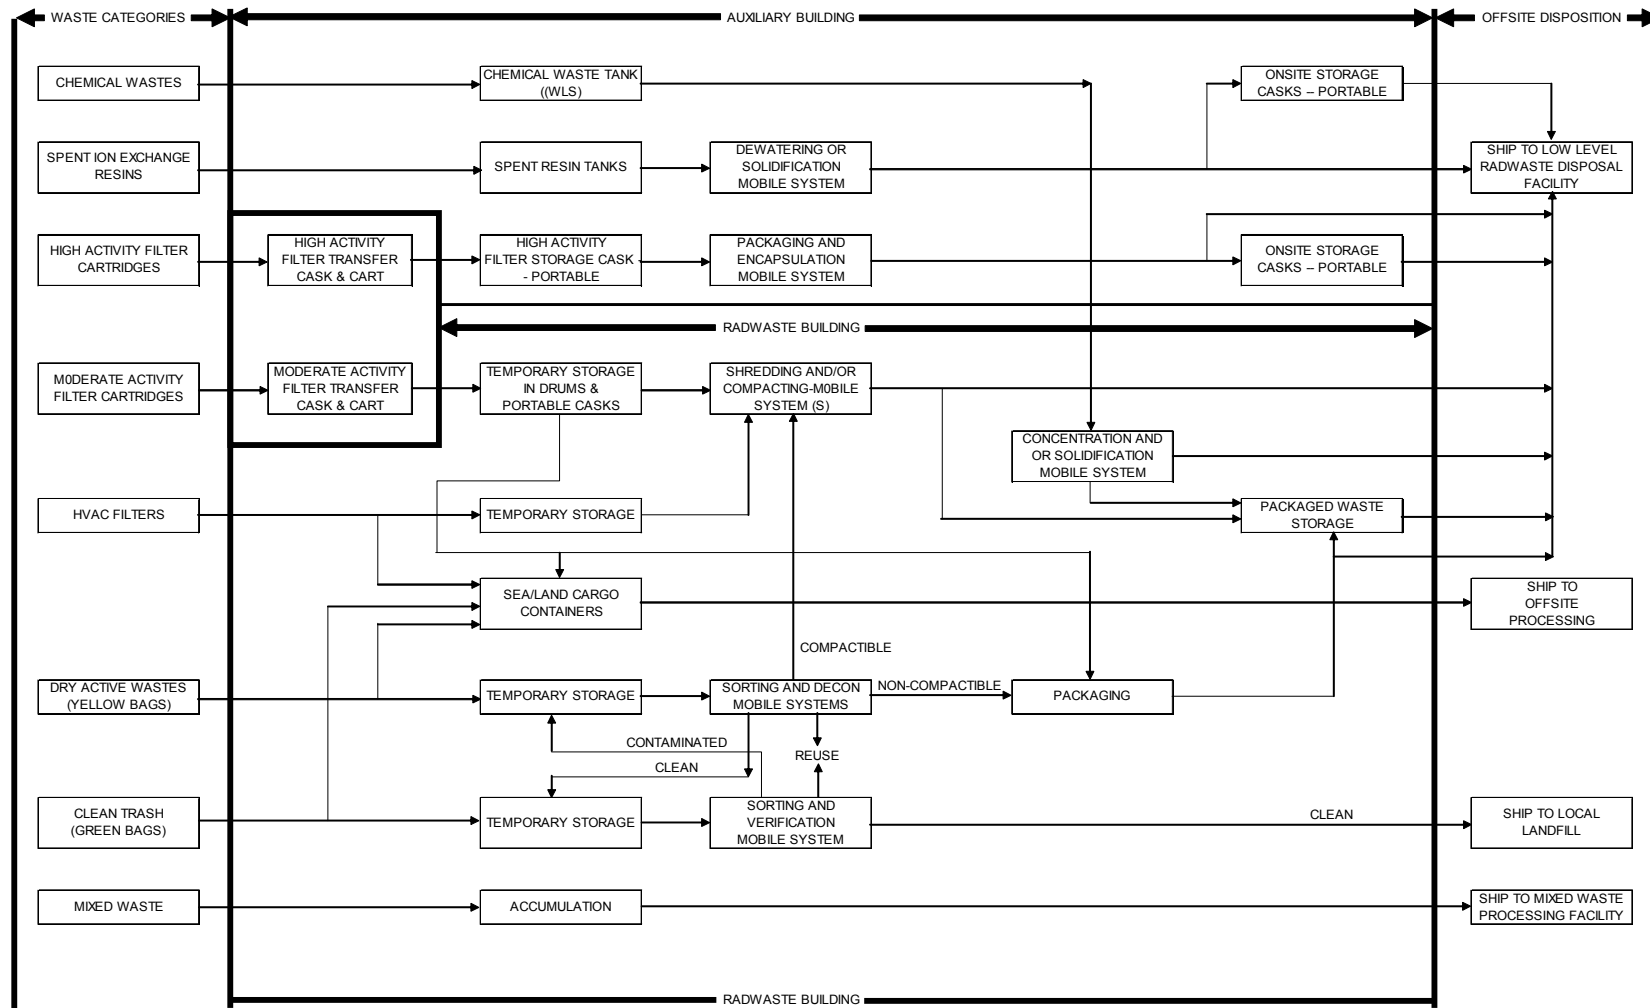 WASTE CATEGORIES
AUXILIARY BUILDING
OFFSITE DISPOSITION
CHEMICAL WASTES
CHEMICAL WASTE TANK
((WLS)
ONSITE STORAGE
CASKS -- PORTABLE
SPENT ION EXCHANGE
RESINS
SPENT RESIN TANKS
DEWATERING OR
SOLIDIFICATION
MOBILE SYSTEM
SHIP TO LOW LEVEL
RADWASTE DISPOSAL
FACILITY
HIGH ACTIVITY FILTER
CARTRIDGES
HIGH ACTIVITY
FILTER TRANSFER
CASK & CART
HIGH ACTIVITY
FILTER STORAGE CASK
- PORTABLE
PACKAGING AND
ENCAPSULATION
MOBILE SYSTEM
ONSITE STORAGE
CASKS -- PORTABLE
RADWASTE BUILDING
M0DERATE ACTIVITY
FILTER CARTRIDGES
MODERATE ACTIVITY
FILTER TRANSFER
CASK & CART
TEMPORARY STORAGE
IN DRUMS &
PORTABLE CASKS
SHREDDING AND/OR
COMPACTING-M0BILE
SYSTEM (S)
CONCENTRATION AND
OR SOLIDIFICATION
MOBILE SYSTEM
HVAC FILTERS
TEMPORARY STORAGE
PACKAGED WASTE
STORAGE
SEA/LAND CARGO
CONTAINERS
SHIP TO
OFFSITE
PROCESSING
COMPACTIBLE
DRY ACTIVE WASTES
(YELLOW BAGS)
TEMPORARY STORAGE
SORTING AND DECON
MOBILE SYSTEMS
NON-COMPACTIBLE
PACKAGING
CONTAMINATED
REUSE
CLEAN
CLEAN TRASH
(GREEN BAGS)
TEMPORARY STORAGE
SORTING AND
VERIFICATION
MOBILE SYSTEM
CLEAN
SHIP TO LOCAL
LANDFILL
MIXED WASTE
ACCUMULATION
SHIP TO MIXED WASTE
PROCESSING FACILITY
RADWASTE BUILDING